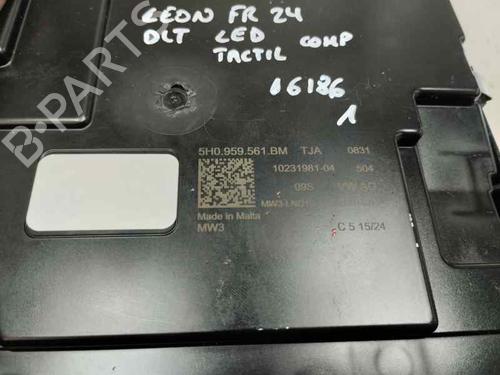 LEON FR 24
DLT LED COMP
TACTIL
16186
1
5H0.959.561.BM TJA 0831
10231981-04 504
09S VW AG
Made in Malta
MW3 C 5 15/24
B-Parts